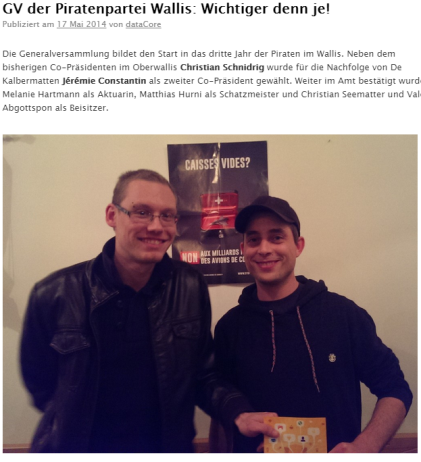 GV der Piratenpartei Wallis: Wichtiger denn je!
Publiziert am 17 Mai 2014 von dataCore
Die Generalversammlung bildet den Start in das dritte Jahr der Piraten im Wallis. Neben dem
bisherigen Co-Präsidenten im Oberwallis Christian Schnidrig wurde für die Nachfolge von De
Kalbermatten Jérémie Constantin als zweiter Co-Präsident gewählt. Weiter im Amt bestätigt wurd
Melanie Hartmann als Aktuarin, Matthias Hurni als Schatzmeister und Christian Seematter und Val
Abgottspon als Beisitzer.
CAISSES VIDES?
NON AUX MILLIARDS
DES AVIONS DE CO